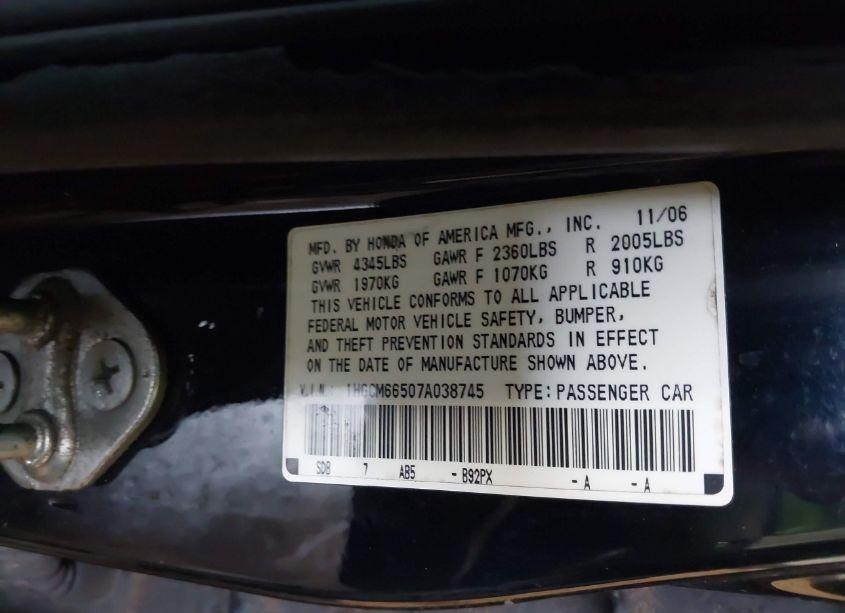 MFD. BY HONDA OF AMERICA MFG., INC. 11/06
GVWR 4345LBS GAWR F 2360LBS R 2005LBS
GVWR 1970KG GAWR F 1070KG R 910KG
THIS VEHICLE CONFORMS TO ALL APPLICABLE
FEDERAL MOTOR VEHICLE SAFETY, BUMPER,
AND THEFT PREVENTION STANDARDS IN EFFECT
ON THE DATE OF MANUFACTURE SHOWN ABOVE.
V.I.N.: 1HGCM66507A038745 TYPE: PASSENGER CAR
SDB 7 AB5 - B92PX - A - A